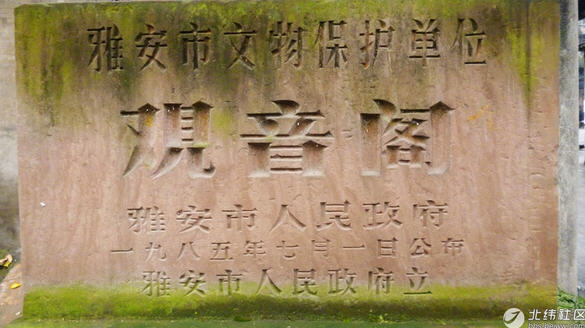 雅安市文物保护单位
观音阁
雅安市人民政府
一九八五年七月一日公布
雅安市人民政府立
北纬社区